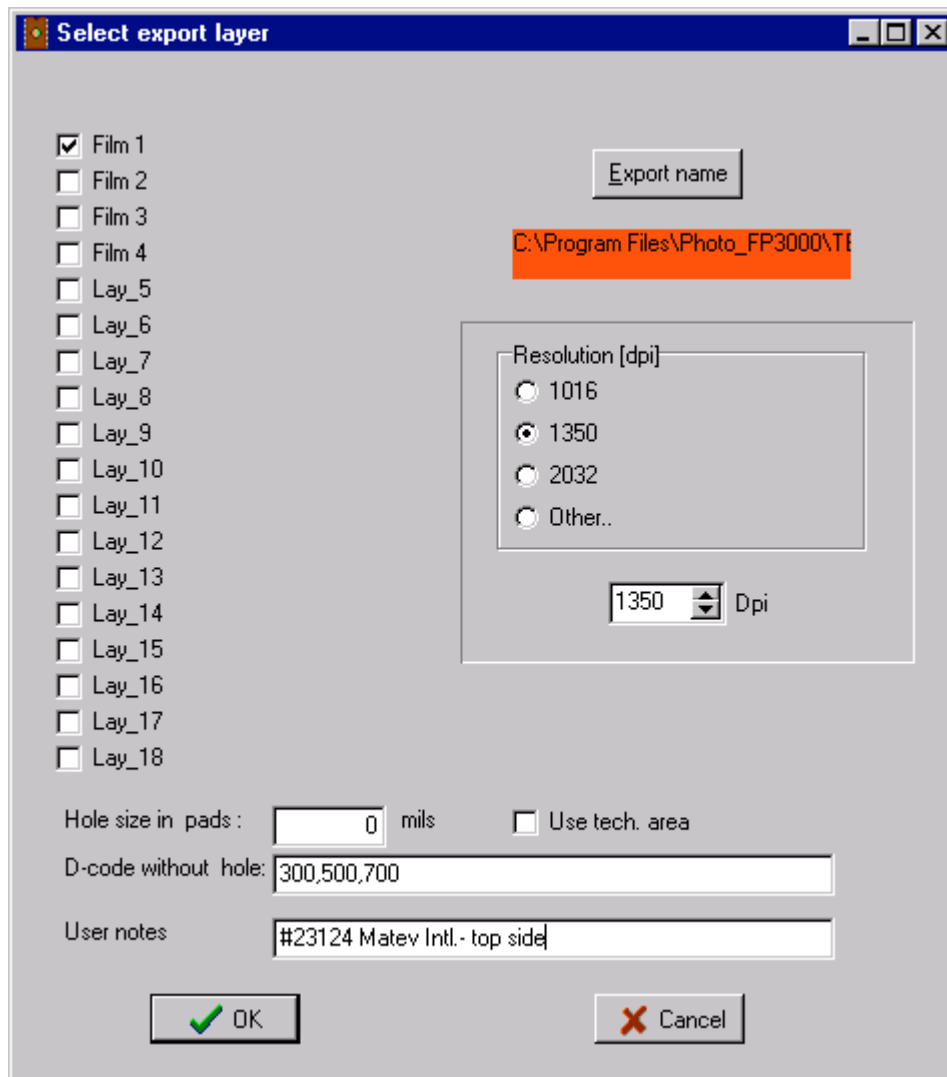 Select export layer
Film 1
Film 2
Film 3
Film 4
Lay_5
Lay_6
Lay_7
Lay_8
Lay_9
Lay_10
Lay_11
Lay_12
Lay_13
Lay_14
Lay_15
Lay_16
Lay_17
Lay_18
Export name
C:\Program Files\Photo_FP3000\TE
Resolution [dpi]
1016
1350
2032
Other..
1350 Dpi
Hole size in pads : 0 mils Use tech. area
D-code without hole: 300,500,700
User notes #23124 Matev Intl.- top side
OK Cancel